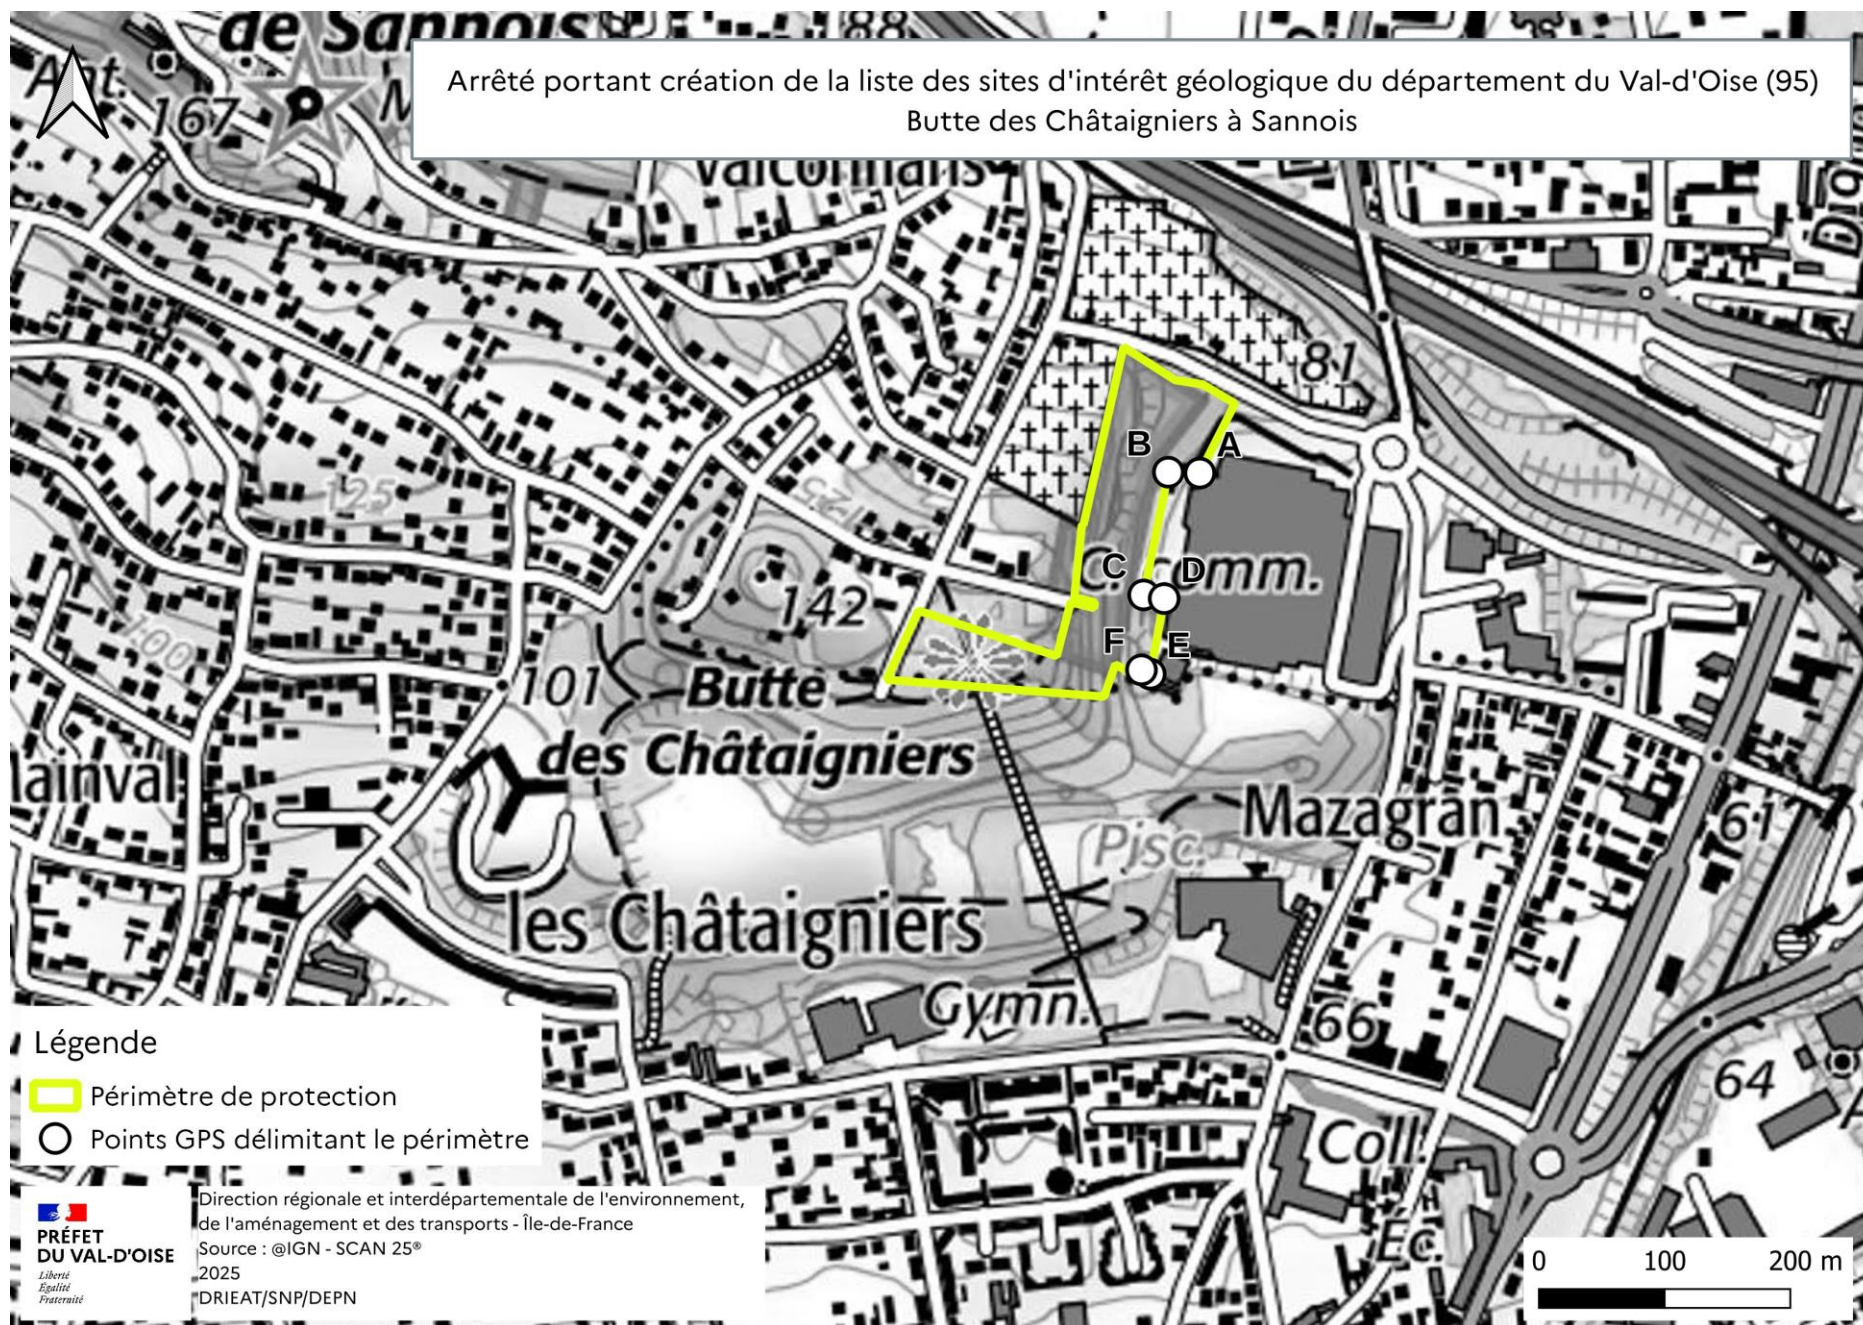 de Sannois
88
Ant.
167
M
Arrêté portant création de la liste des sites d'intérêt géologique du département du Val-d'Oise (95)
Butte des Châtaigniers à Sannois
Dig
81
B
A
125
125
C
D
C. comm.
142
100
F
E
101
Butte
des Châtaigniers
Mazagran
61
Pisc.
les Châtaigniers
Gymn.
66
64
Légende
Périmètre de protection
Points GPS délimitant le périmètre
Coll.
Éc.
PRÉFET
DU VAL-D'OISE
Liberté
Égalité
Fraternité
Direction régionale et interdépartementale de l'environnement,
de l'aménagement et des transports - Île-de-France
Source : @IGN - SCAN 25®
2025
DRIEAT/SNP/DEPN
0 100 200 m